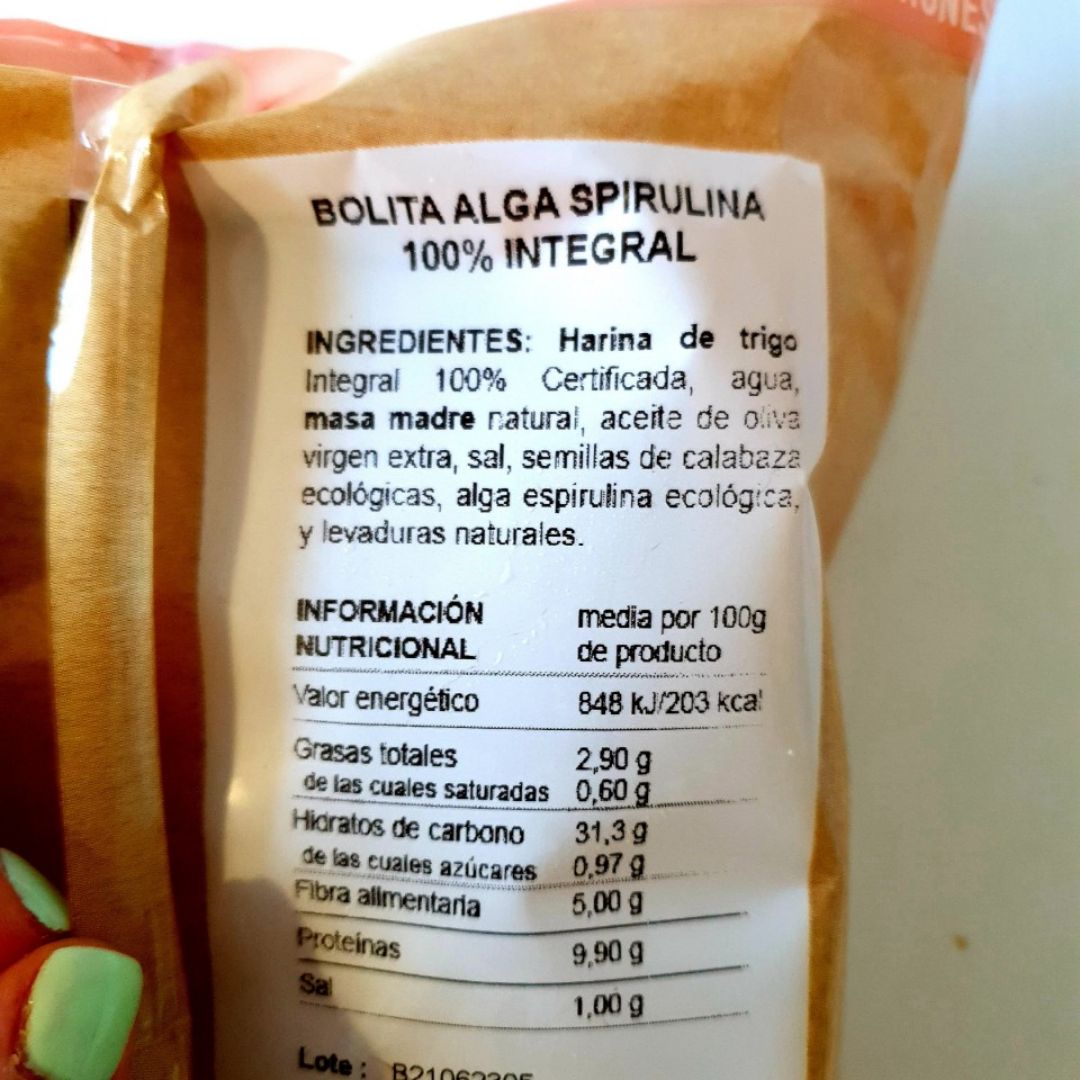 BOLITA ALGA SPIRULINA
100% INTEGRAL
INGREDIENTES: Harina de trigo
Integral 100% Certificada, agua,
masa madre natural, aceite de oliva
virgen extra, sal, semillas de calabaza
ecológicas, alga espirulina ecológica,
y levaduras naturales.
INFORMACIÓN media por 100g
NUTRICIONAL de producto
Valor energético 848 kJ/203 kcal
Grasas totales 2,90 g
de las cuales saturadas 0,60 g
Hidratos de carbono 31,3 g
de las cuales azúcares 0,97 g
Fibra alimentaria 5,00 g
Proteínas 9,90 g
Sal 1,00 g
Lote :